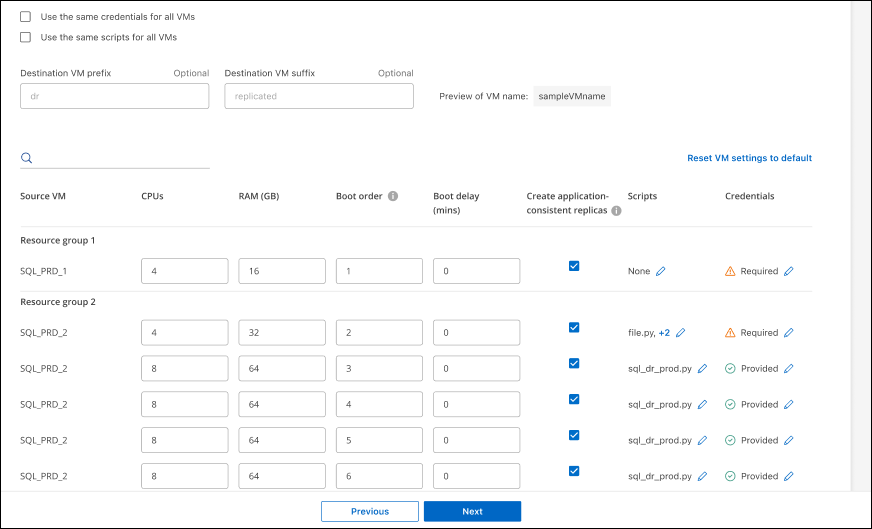 Use the same credentials for all VMs
Use the same scripts for all VMs
Destination VM prefix Optional Destination VM suffix Optional
dr replicated Preview of VM name: sampleVMname
Reset VM settings to default
Source VM CPUs RAM (GB) Boot order Boot delay (mins) Create application-consistent replicas Scripts Credentials
Resource group 1
SQL_PRD_1 4 16 1 0 None Required
Resource group 2
SQL_PRD_2 4 32 2 0 file.py, +2 Required
SQL_PRD_2 8 64 3 0 sql_dr_prod.py Provided
SQL_PRD_2 8 64 4 0 sql_dr_prod.py Provided
SQL_PRD_2 8 64 5 0 sql_dr_prod.py Provided
SQL_PRD_2 8 64 6 0 sql_dr_prod.py Provided
Previous Next